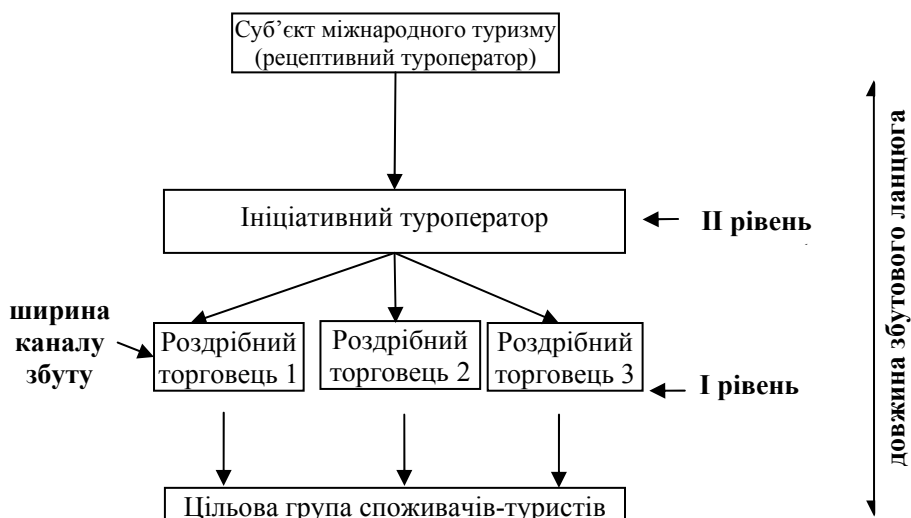 Суб’єкт міжнародного туризму
(рецептивний туроператор)
Ініціативний туроператор
ІІ рівень
ширина
каналу
збуту
Роздрібний
торговець 1
Роздрібний
торговець 2
Роздрібний
торговець 3
І рівень
Цільова група споживачів-туристів
довжина збутового ланцюга